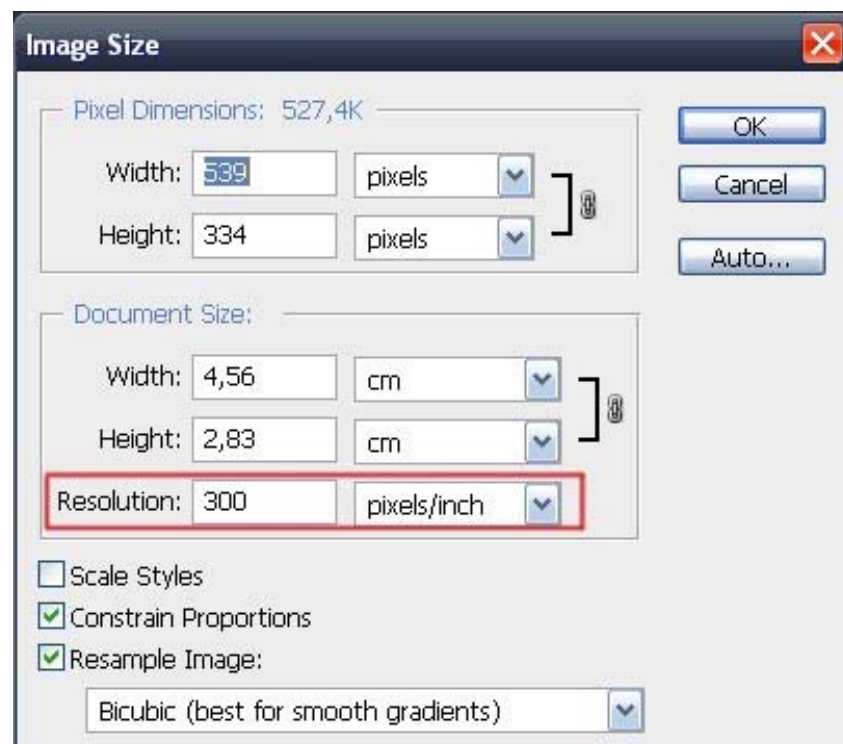 Image Size
Pixel Dimensions: 527,4K
Width: 539 pixels
Height: 334 pixels
OK
Cancel
Auto...
Document Size:
Width: 4,56 cm
Height: 2,83 cm
Resolution: 300 pixels/inch
Scale Styles
Constrain Proportions
Resample Image:
Bicubic (best for smooth gradients)